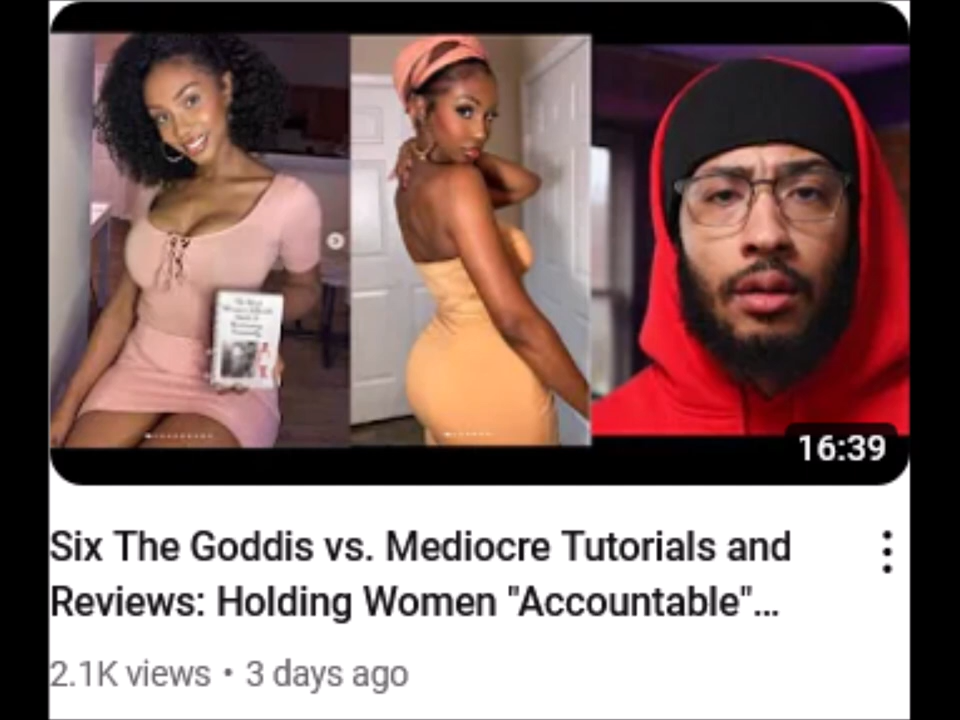 16:39
Six The Goddis vs. Mediocre Tutorials and
Reviews: Holding Women "Accountable"...
2.1K views • 3 days ago